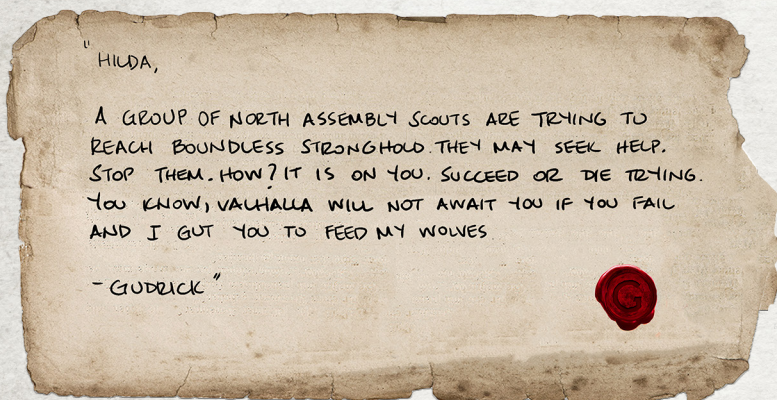 "HILDA,
A GROUP OF NORTH ASSEMBLY SCOUTS ARE TRYING TO
REACH BOUNDLESS STRONGHOLD. THEY MAY SEEK HELP.
STOP THEM. HOW? IT IS ON YOU. SUCCEED OR DIE TRYING.
YOU KNOW, VALHALLA WILL NOT AWAIT YOU IF YOU FAIL
AND I GUT YOU TO FEED MY WOLVES
- GUDRICK"
G